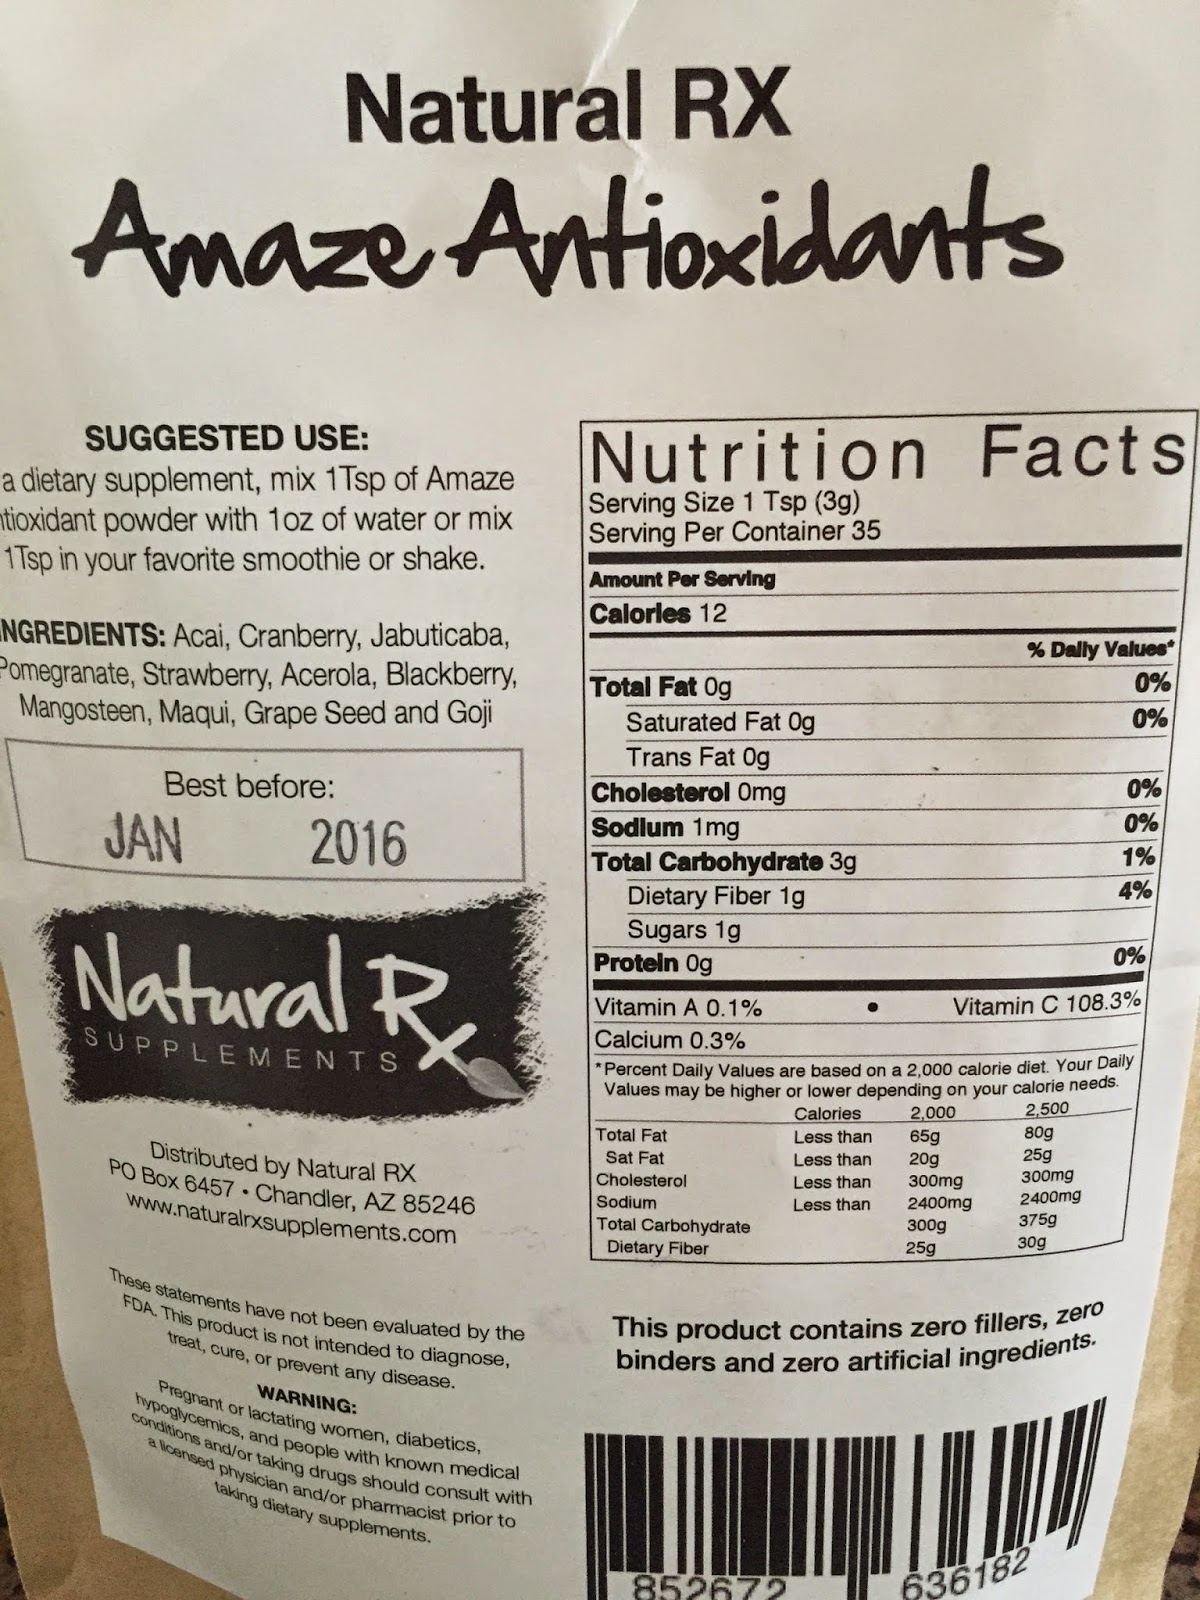 Natural RX
Amaze Antioxidants
SUGGESTED USE:
a dietary supplement, mix 1Tsp of Amaze
ntioxidant powder with 1oz of water or mix
1Tsp in your favorite smoothie or shake.
INGREDIENTS: Acai, Cranberry, Jabuticaba,
Pomegranate, Strawberry, Acerola, Blackberry,
Mangosteen, Maqui, Grape Seed and Goji
Best before:
JAN 2016
Natural Rx
SUPPLEMENTS
Distributed by Natural RX
PO Box 6457 • Chandler, AZ 85246
www.naturalrxsupplements.com
These statements have not been evaluated by the
FDA. This product is not intended to diagnose,
treat, cure, or prevent any disease.
WARNING:
Pregnant or lactating women, diabetics,
hypoglycemics, and people with known medical
conditions and/or taking drugs should consult with
a licensed physician and/or pharmacist prior to
taking dietary supplements.
Nutrition Facts
Serving Size 1 Tsp (3g)
Serving Per Container 35
Amount Per Serving
Calories 12
% Daily Values*
Total Fat 0g 0%
Saturated Fat 0g 0%
Trans Fat 0g
Cholesterol 0mg 0%
Sodium 1mg 0%
Total Carbohydrate 3g 1%
Dietary Fiber 1g 4%
Sugars 1g
Protein 0g 0%
Vitamin A 0.1% • Vitamin C 108.3%
Calcium 0.3%
*Percent Daily Values are based on a 2,000 calorie diet. Your Daily
Values may be higher or lower depending on your calorie needs.
Calories 2,000 2,500
Total Fat Less than 65g 80g
Sat Fat Less than 20g 25g
Cholesterol Less than 300mg 300mg
Sodium Less than 2400mg 2400mg
Total Carbohydrate 300g 375g
Dietary Fiber 25g 30g
This product contains zero fillers, zero
binders and zero artificial ingredients.
852672 636182